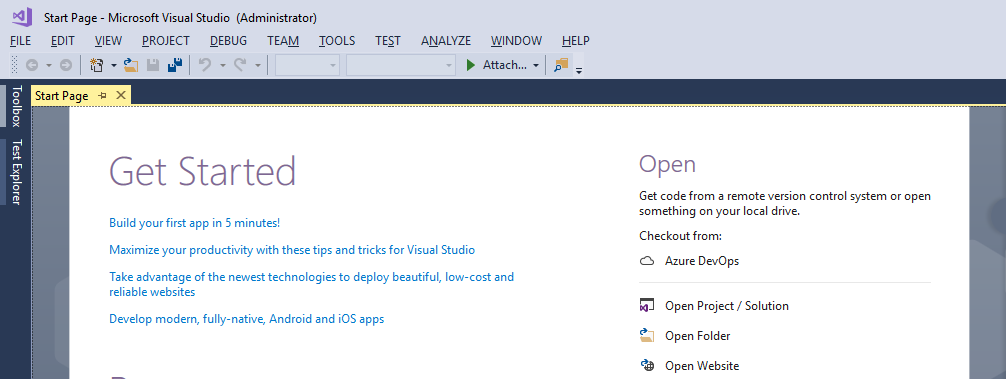 Start Page - Microsoft Visual Studio (Administrator)
FILE EDIT VIEW PROJECT DEBUG TEAM TOOLS TEST ANALYZE WINDOW HELP
Attach...
Toolbox
Test Explorer
Start Page
Get Started
Build your first app in 5 minutes!
Maximize your productivity with these tips and tricks for Visual Studio
Take advantage of the newest technologies to deploy beautiful, low-cost and
reliable websites
Develop modern, fully-native, Android and iOS apps
Open
Get code from a remote version control system or open
something on your local drive.
Checkout from:
Azure DevOps
Open Project / Solution
Open Folder
Open Website